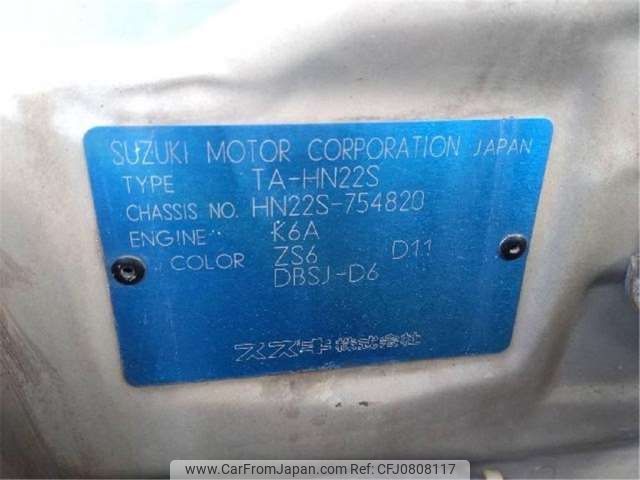 SUZUKI MOTOR CORPORATION JAPAN
TYPE TA-HN22S
CHASSIS NO. HN22S-754820
ENGINE K6A
COLOR ZS6 D11
DBSJ-D6
スズキ株式会社
www.CarFromJapan.com | Ref No. CFJ0808117